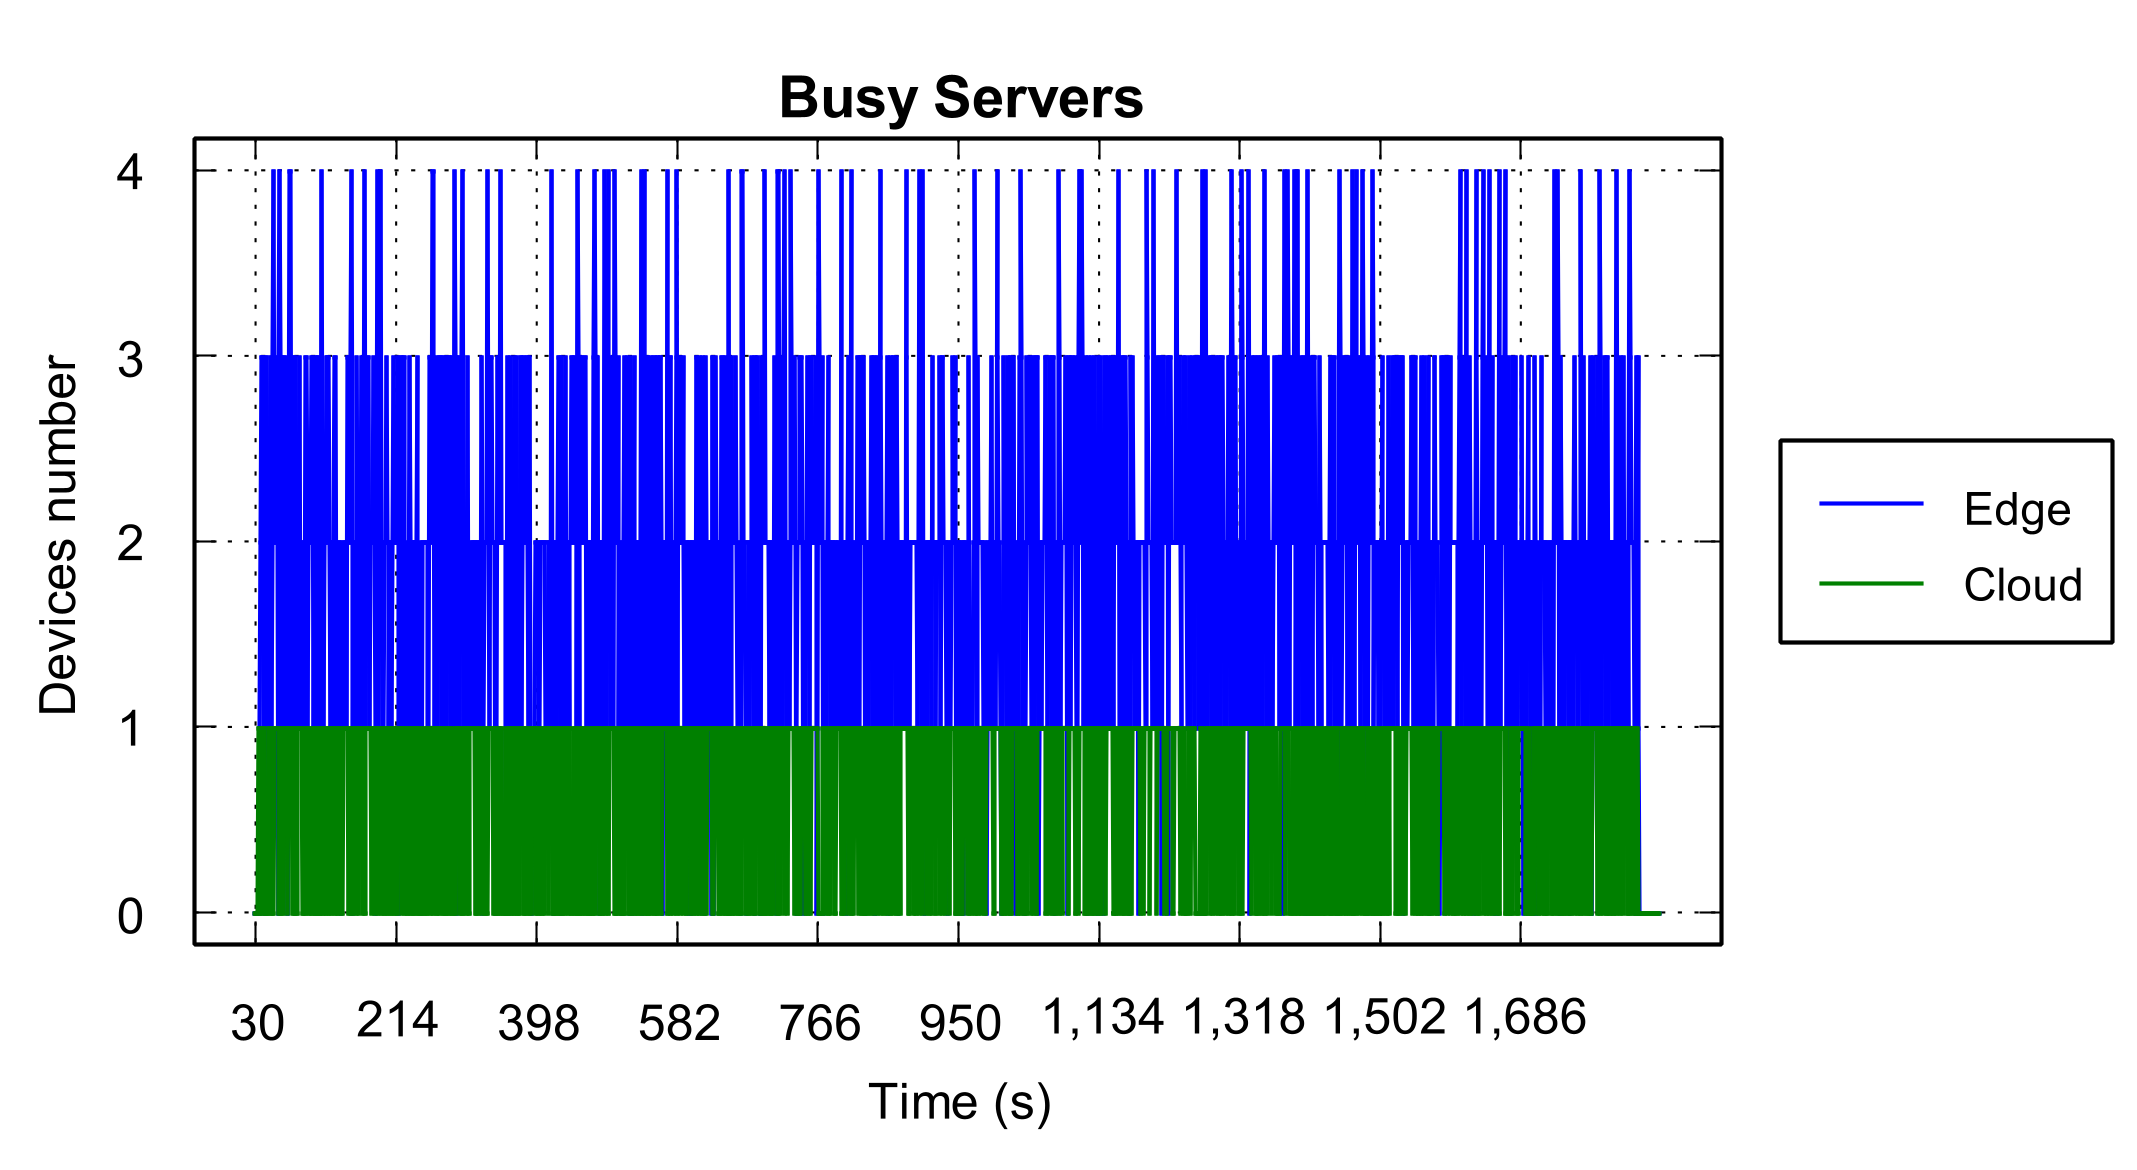 Busy Servers
Devices number
4
3
2
1
0
30 214 398 582 766 950 1,134 1,318 1,502 1,686
Time (s)
Edge
Cloud